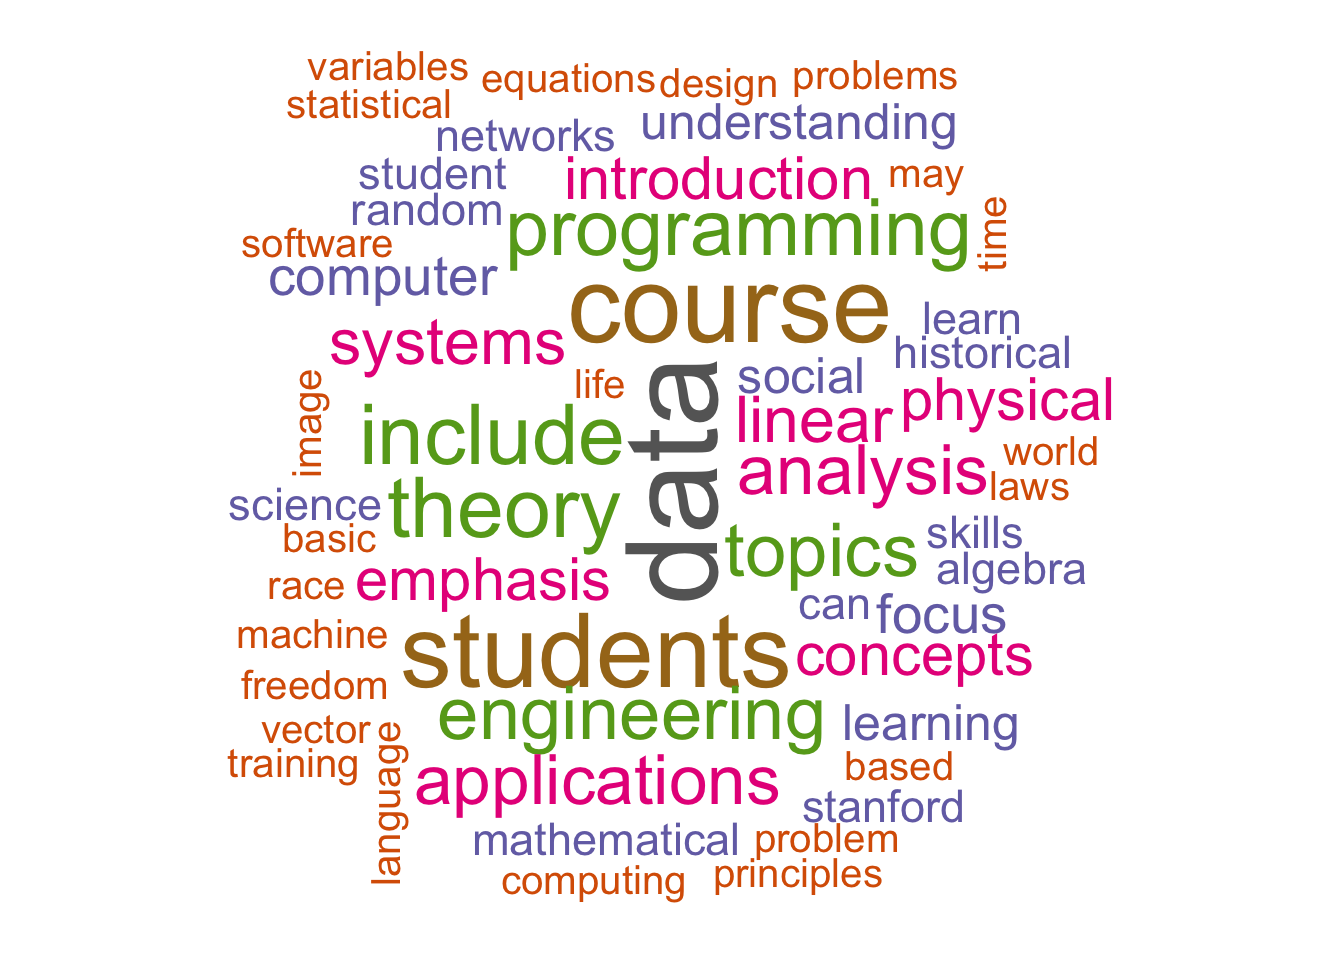 variables equations design problems
statistical
networks understanding
student introduction may
random programming time
software
computer course
systems learn
historical
life social
image include data linear physical
analysis world
science theory laws
basic topics skills
race emphasis algebra
can focus
machine students concepts
freedom
vector engineering learning
training language applications based
stanford
mathematical problem
computing principles